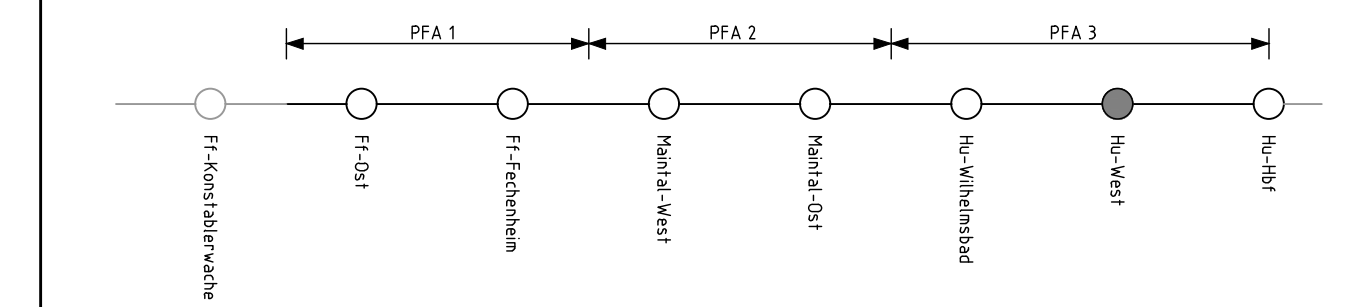 PFA 1
PFA 2
PFA 3
Ff-Konstablerwache
Ff-Ost
Ff-Fechenheim
Maintal-West
Maintal-Ost
Hu-Wilhelmsbad
Hu-West
Hu-Hbf